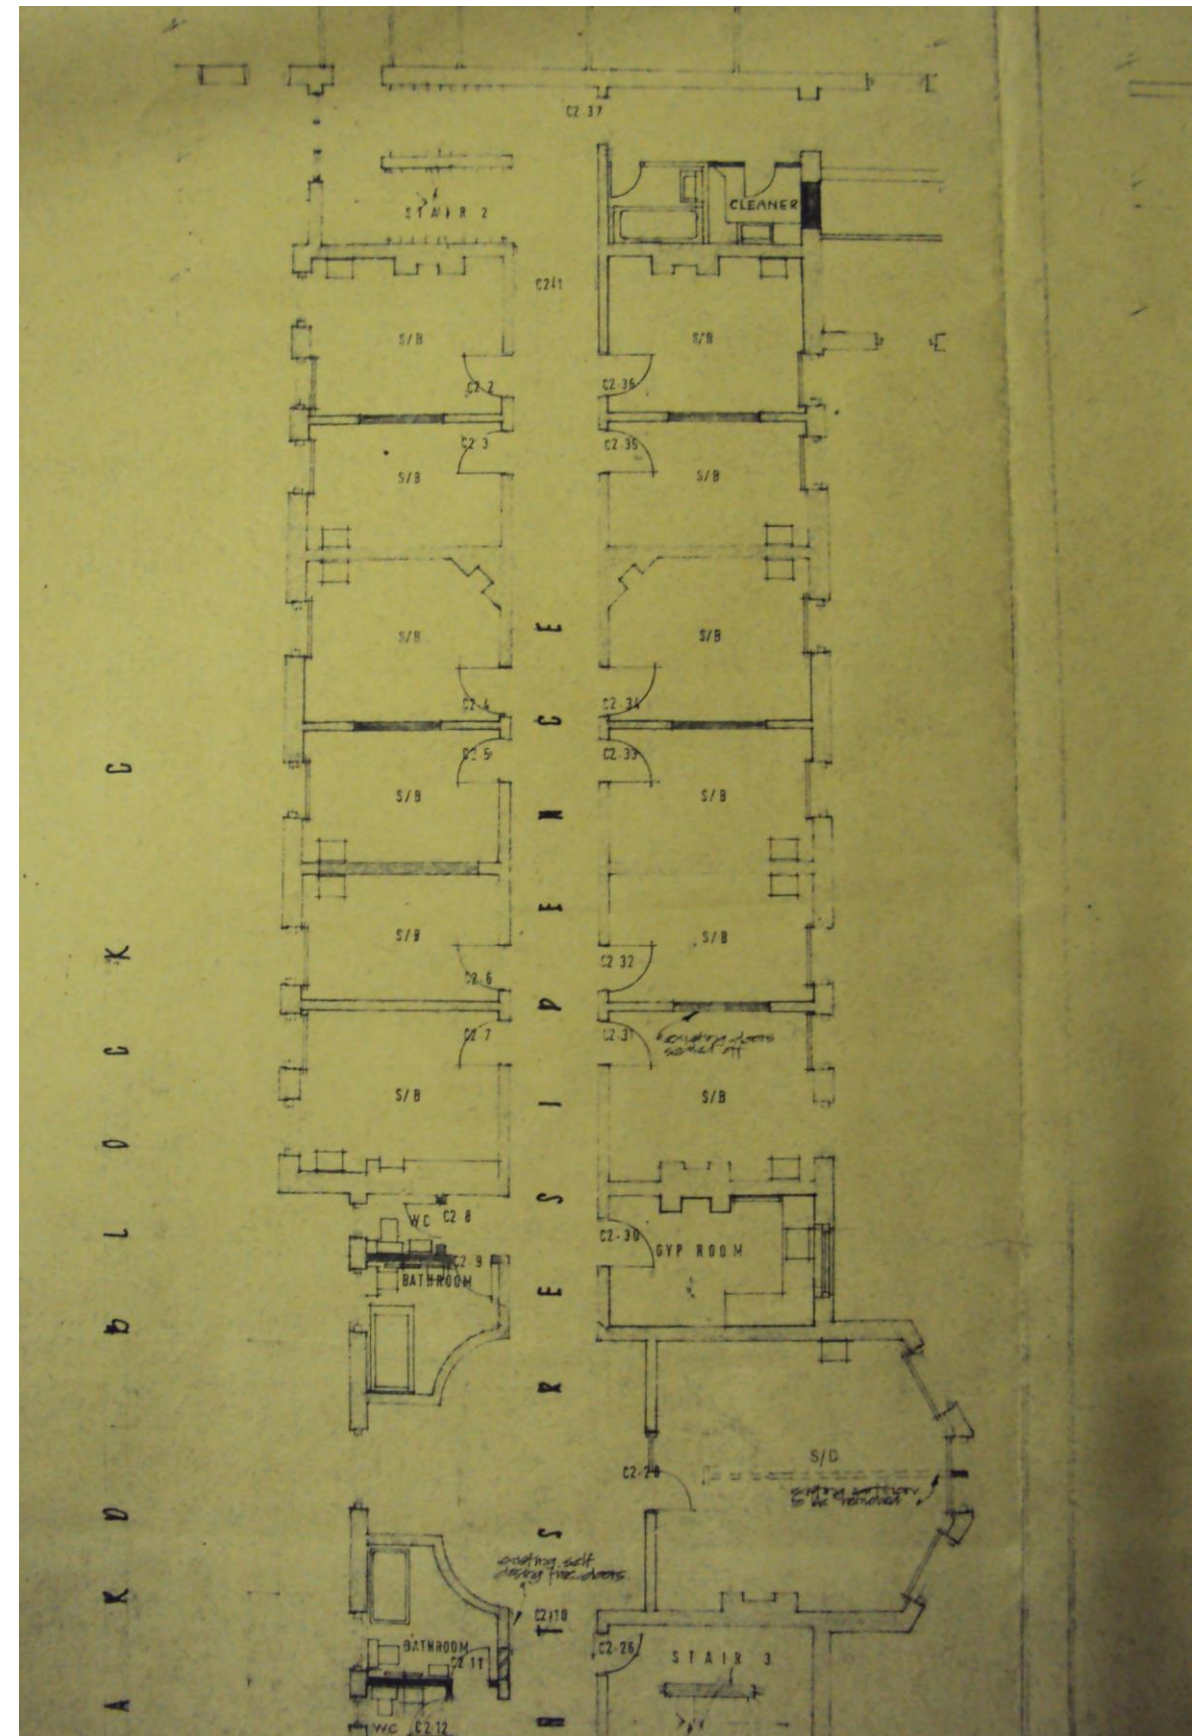 C2·37
STAIR 2
CLEANER
C2·1
S/B
S/B
C2·2
C2·36
C2·3
C2·35
S/B
S/B
S/B
S/B
C2·4
C2·34
C2·5
C2·33
S/B
S/B
S/B
S/B
C2·6
C2·32
C2·7
C2·31
existing doors
sealed off
S/B
S/B
WC
C2·8
C2·9
BATHROOM
C2·30
GYP ROOM
S/D
C2·28
to be removed
existing self
closing fire doors
C2·10
BATHROOM
C2·11
C2·26
STAIR 3
WC
C2·12
RESIDENCE
BLOCK